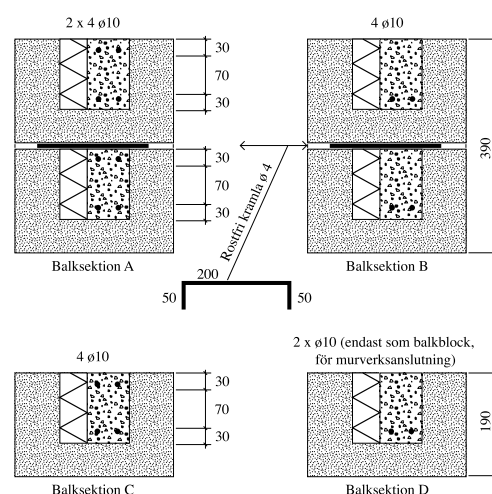 2 x 4 ø10
4 ø10
30
70
30
30
70
30
390
Rostfri kramla ø 4
Balksektion A
Balksektion B
200
50
50
4 ø10
2 x ø10 (endast som balkblock,
för murverksanslutning)
30
70
30
190
Balksektion C
Balksektion D